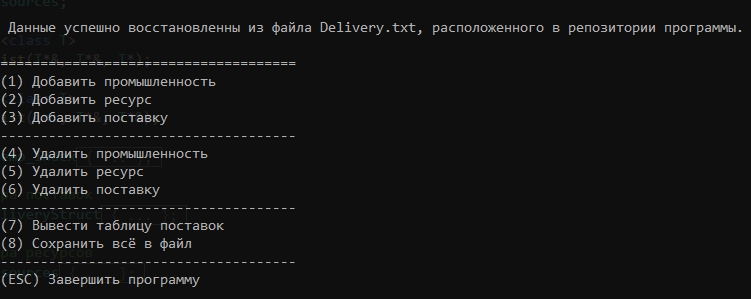 Данные успешно восстановленны из файла Delivery.txt, расположенного в репозитории программы.
=====================================
(1) Добавить промышленность
(2) Добавить ресурс
(3) Добавить поставку
-------------------------------------
(4) Удалить промышленность
(5) Удалить ресурс
(6) Удалить поставку
-------------------------------------
(7) Вывести таблицу поставок
(8) Сохранить всё в файл
-------------------------------------
(ESC) Завершить программу